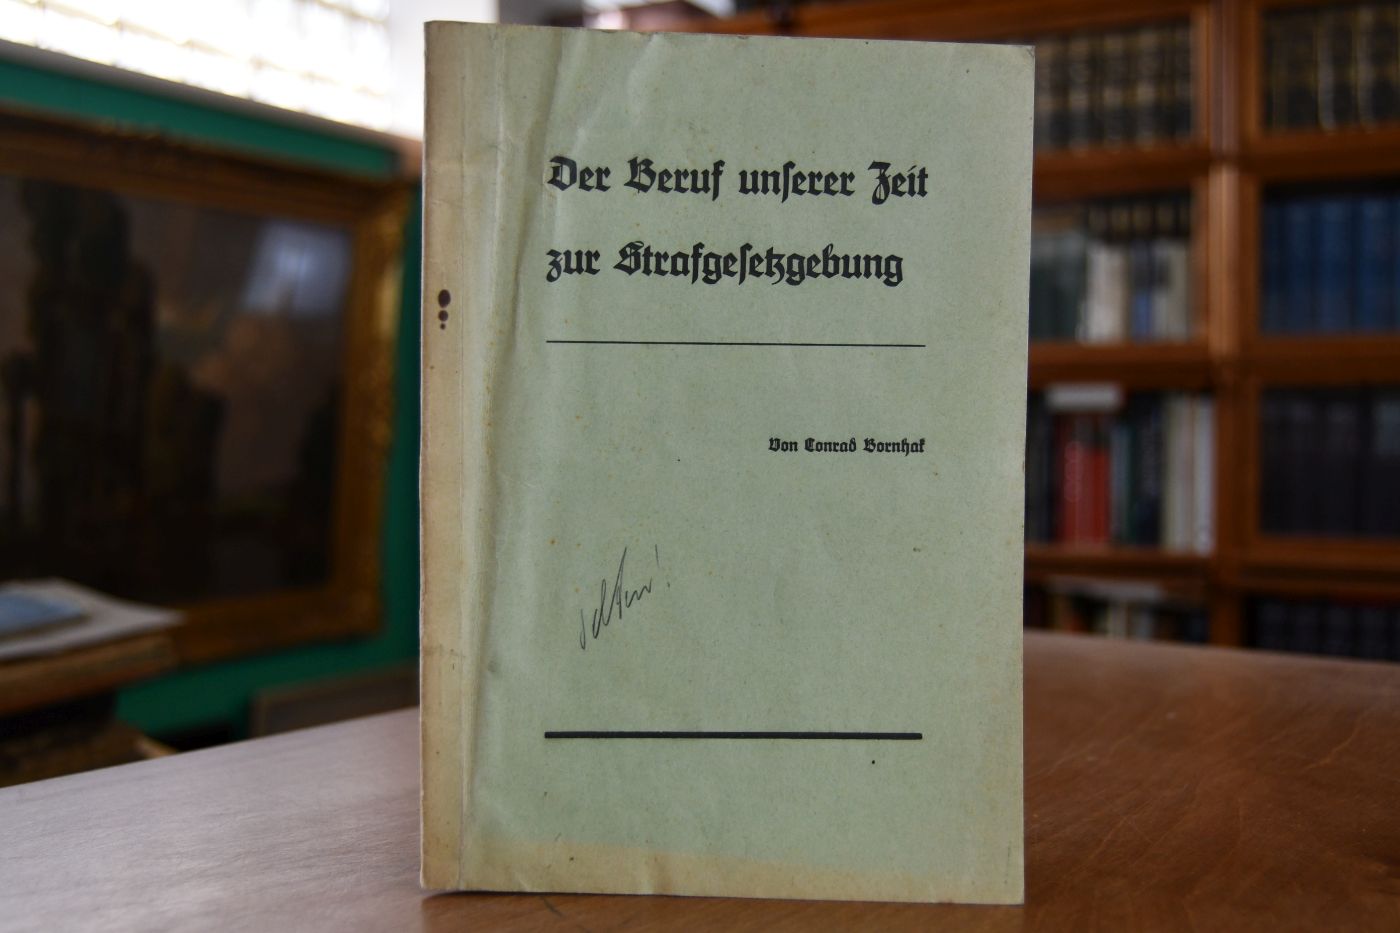 Der Beruf unserer Zeit
zur Strafgesetzgebung
Von Conrad Bornhak
selten!